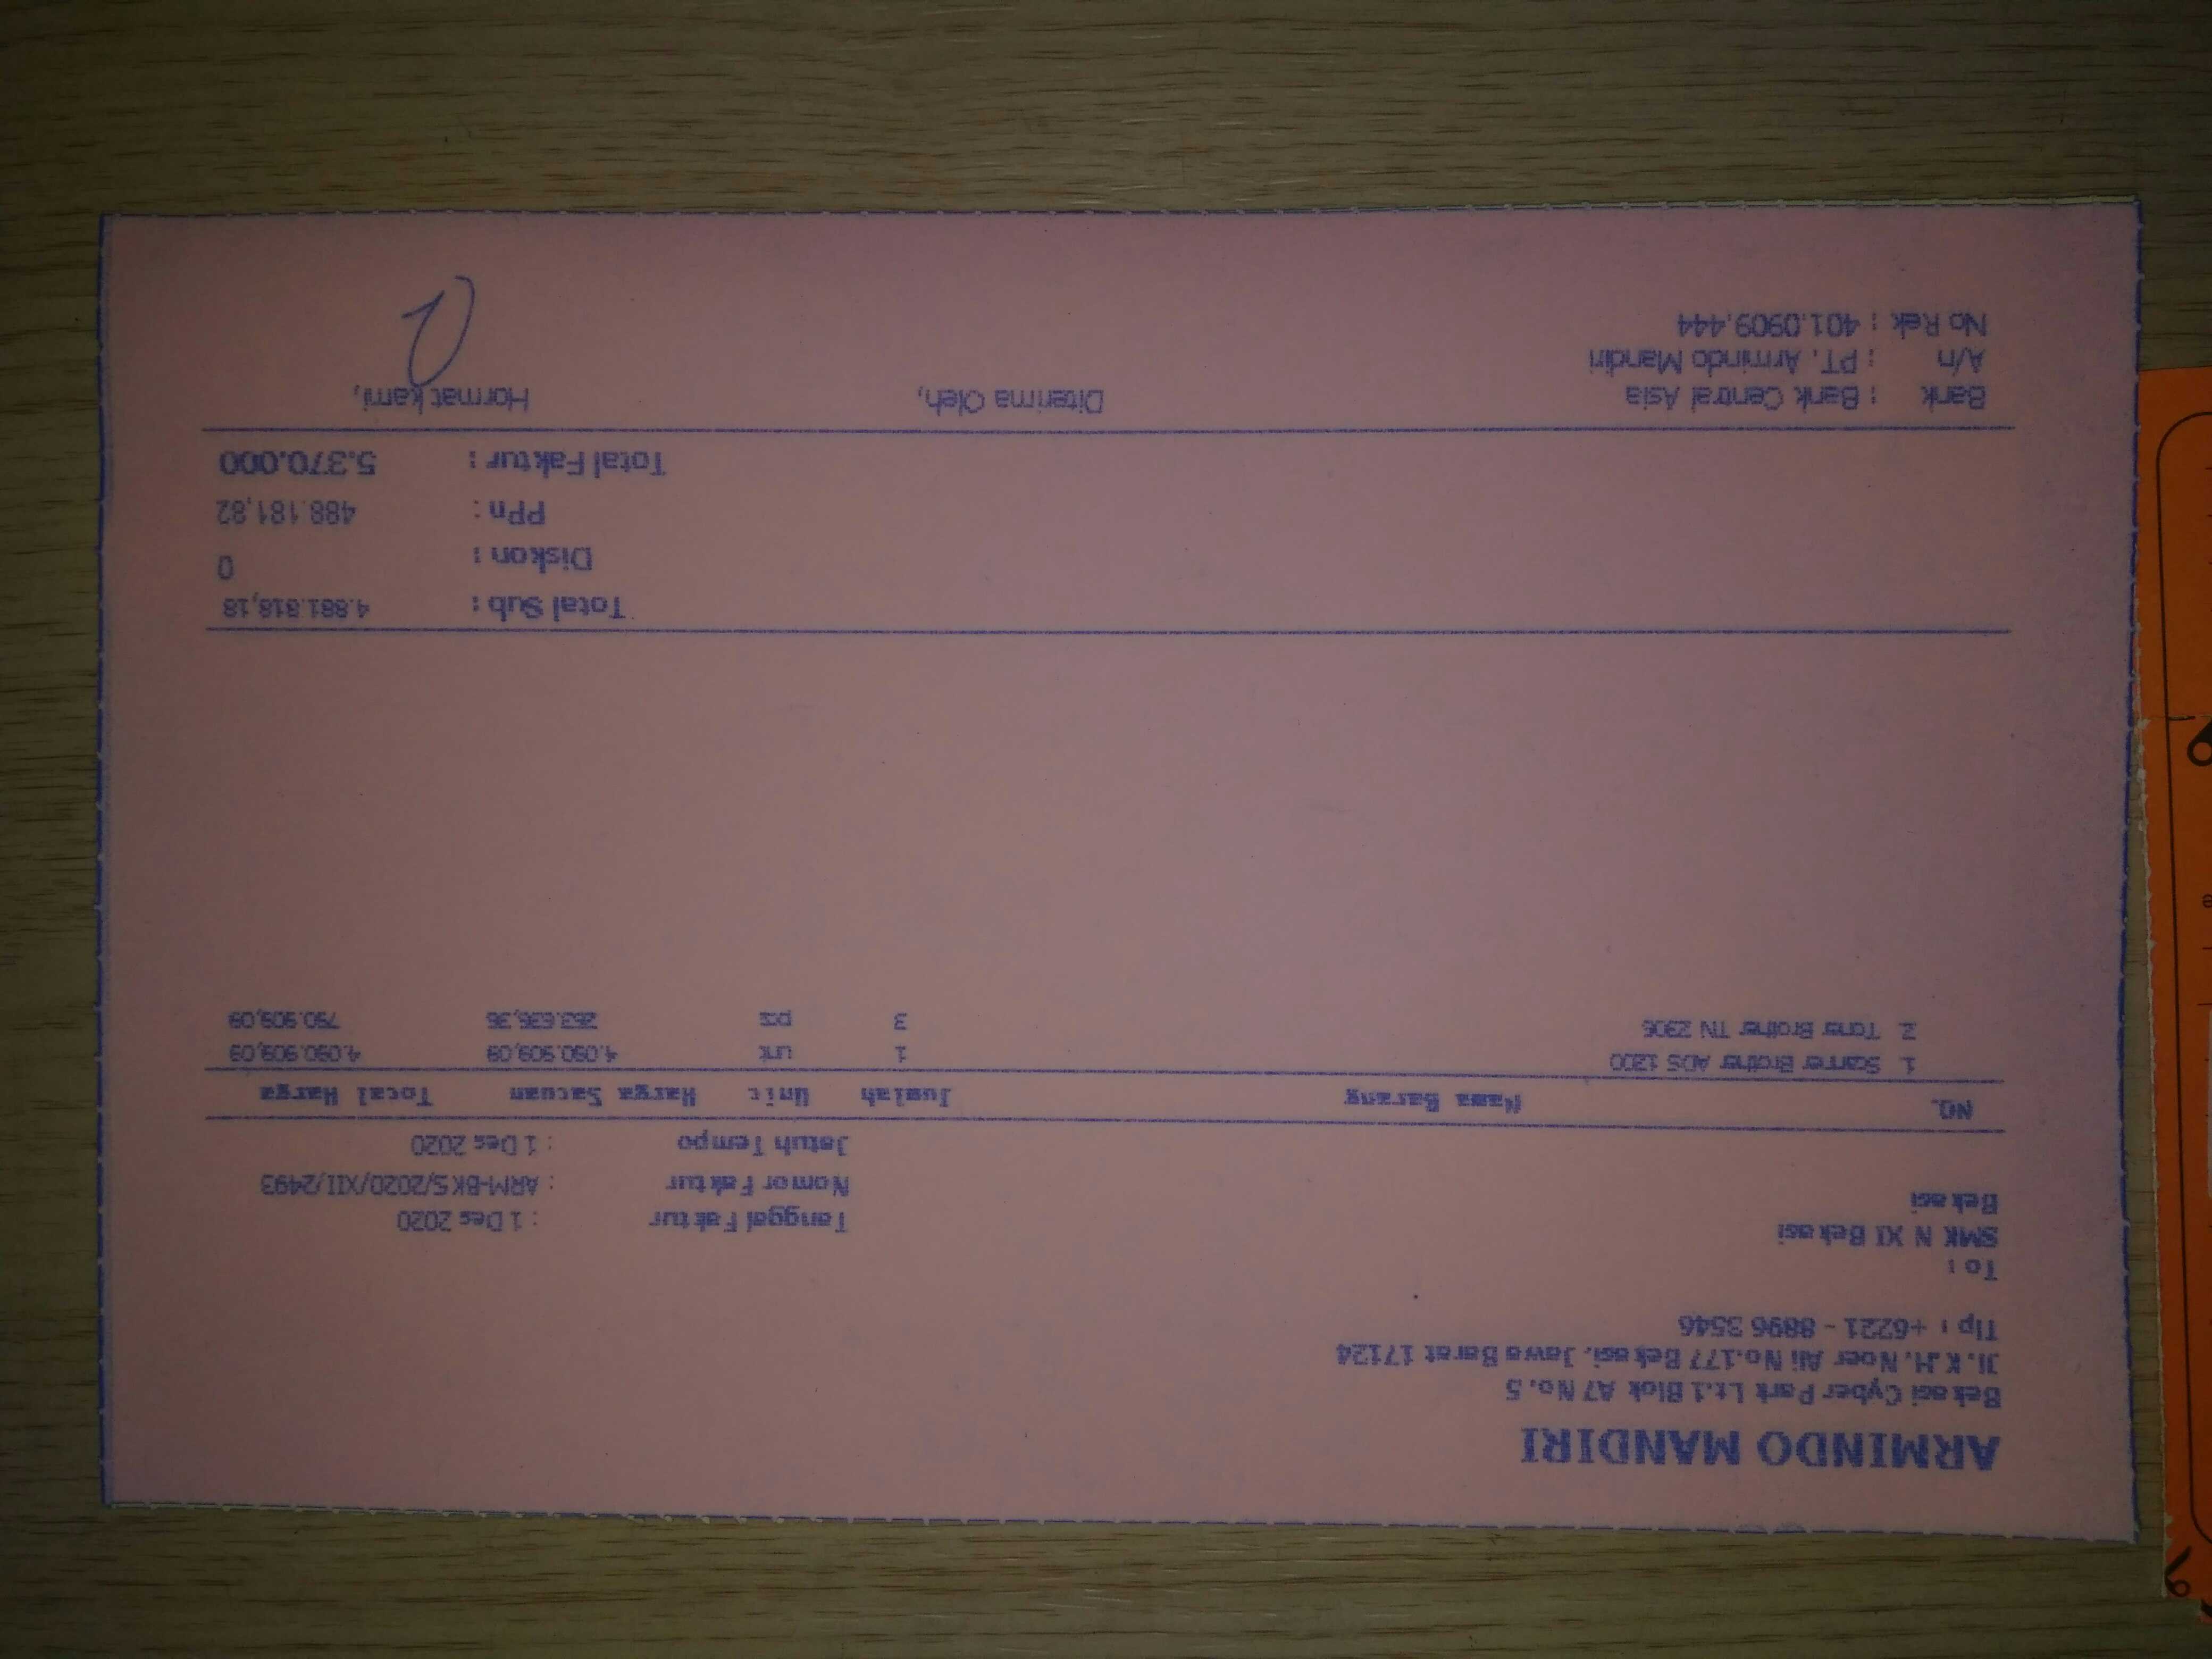 ARMINDO MANDIRI
Bekasi Cyber Park Lt.1 Blok A7 No.5
Jl. K.H. Noer Ali No.177 Bekasi, Jawa Barat 17124
Tlp : +6221 - 8896 3546
To :
SMK N XI Bekasi
Bekasi
Tanggal Faktur : 1 Des 2020
Nomor Faktur : ARM-BKS/2020/XII/2493
Jatuh Tempo : 1 Des 2020
NO. Nama Barang Jumlah Unit Harga Satuan Total Harga
1. Scanner Brother ADS 1200 1 unt 4.090.909,09 4.090.909,09
2. Toner Brother TN 2306 3 pcs 263.636,36 790.909,09
Total Sub : 4.881.818,18
Diskon : 0
PPn : 488.181,82
Total Faktur : 5.370.000
Bank : Bank Central Asia
A/n : PT. Armindo Mandiri
No Rek : 401.0909.444
Diterima Oleh,
Hormat kami,